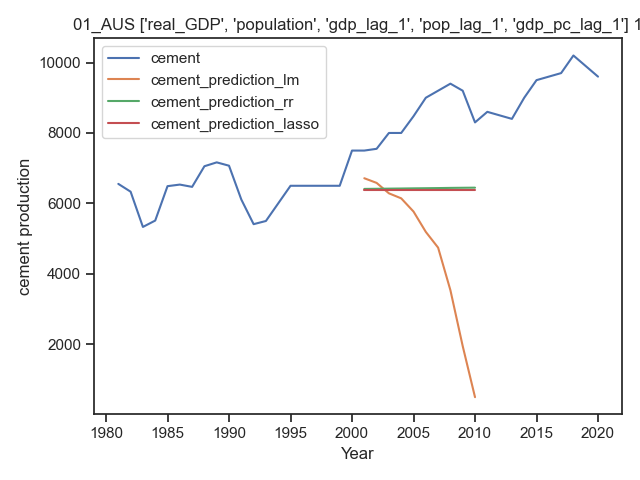 01_AUS ['real_GDP', 'population', 'gdp_lag_1', 'pop_lag_1', 'gdp_pc_lag_1'] 1
cement
cement_prediction_lm
cement_prediction_rr
cement_prediction_lasso
cement production
10000
8000
6000
4000
2000
1980 1985 1990 1995 2000 2005 2010 2015 2020
Year